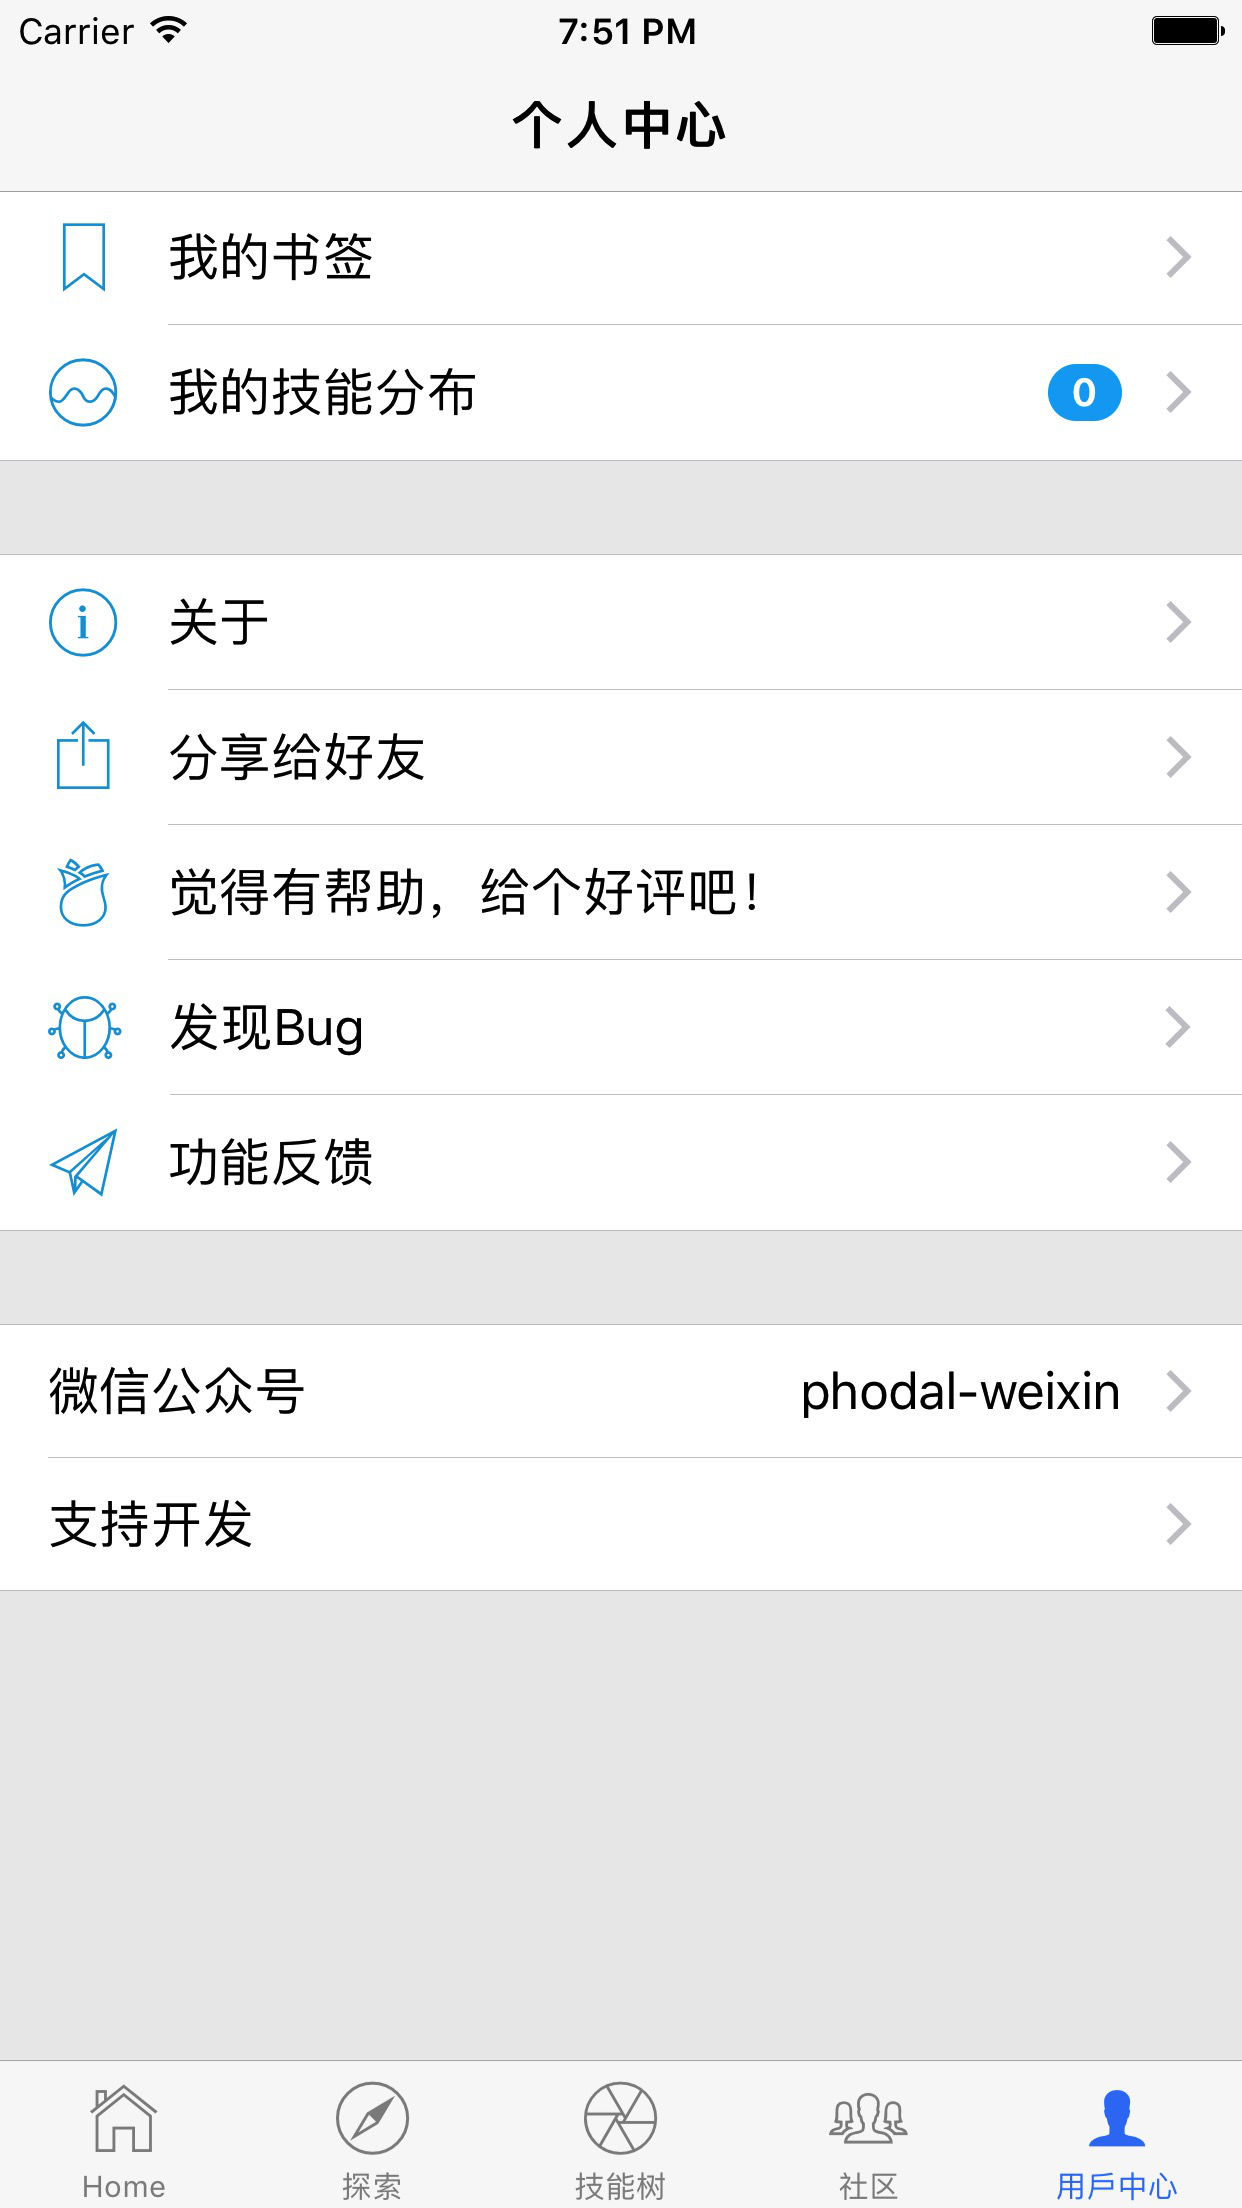 Carrier 7:51 PM
个人中心
我的书签
我的技能分布 0
关于
分享给好友
觉得有帮助，给个好评吧！
发现Bug
功能反馈
微信公众号 phodal-weixin
支持开发
Home 探索 技能树 社区 用戶中心